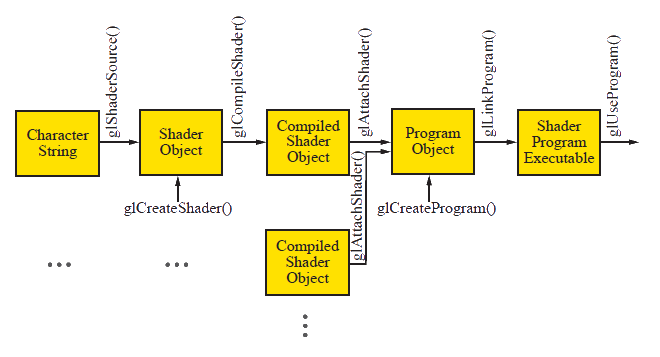 glShaderSource()
glCompileShader()
glAttachShader()
glLinkProgram()
glUseProgram()
Character
String
Shader
Object
Compiled
Shader
Object
Program
Object
Shader
Program
Executable
glCreateShader()
glAttachShader()
glCreateProgram()
Compiled
Shader
Object